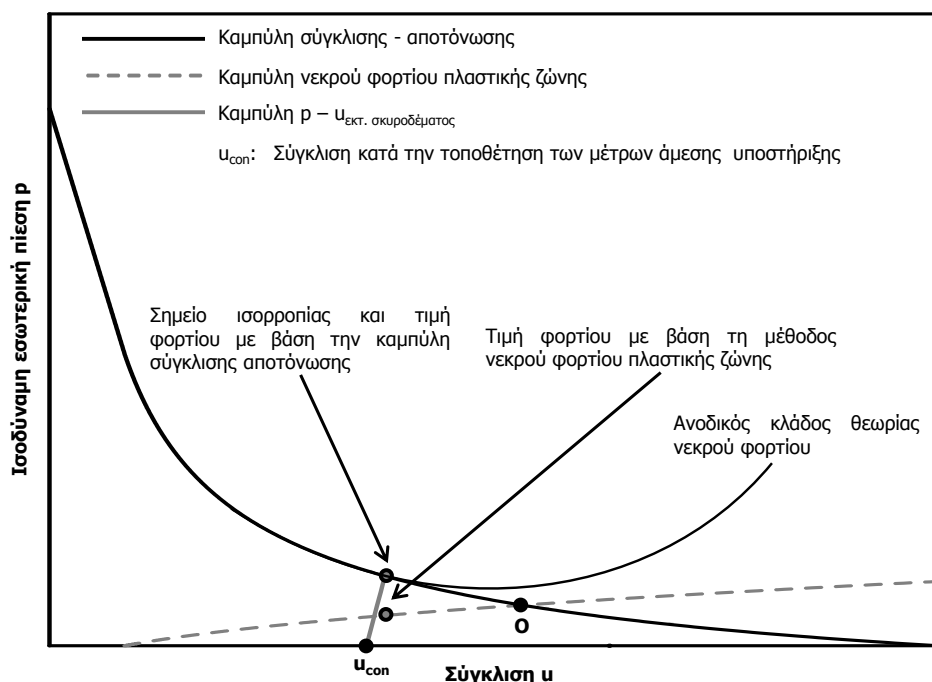 Καμπύλη σύγκλισης - αποτόνωσης
Καμπύλη νεκρού φορτίου πλαστικής ζώνης
Καμπύλη p – uεκτ. σκυροδέματος
ucon: Σύγκλιση κατά την τοποθέτηση των μέτρων άμεσης υποστήριξης
Ισοδύναμη εσωτερική πίεση p
Σημείο ισορροπίας και τιμή
φορτίου με βάση την καμπύλη
σύγκλισης αποτόνωσης
Τιμή φορτίου με βάση τη μέθοδος
νεκρού φορτίου πλαστικής ζώνης
Ανοδικός κλάδος θεωρίας
νεκρού φορτίου
O
ucon
Σύγκλιση u